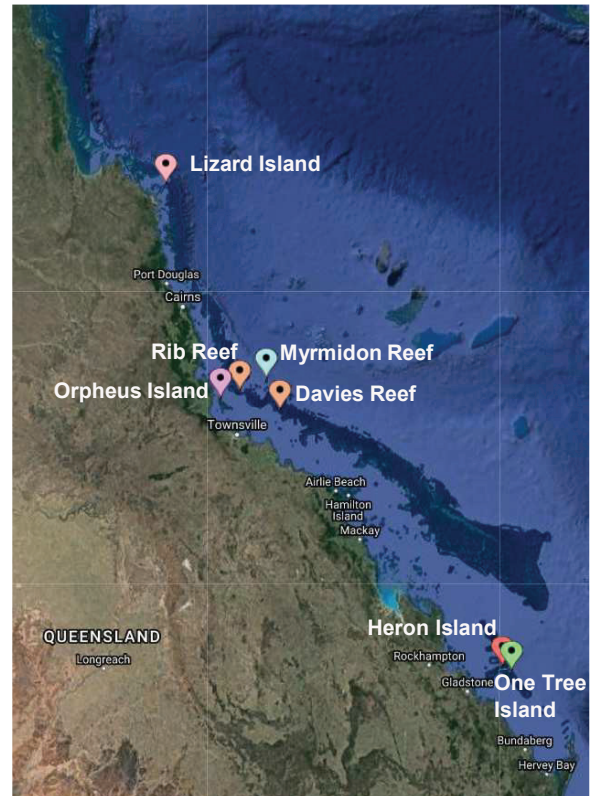 Lizard Island
Port Douglas
Cairns
Rib Reef
Myrmidon Reef
Orpheus Island
Davies Reef
Townsville
Airlie Beach
Hamilton
Island
Mackay
Heron Island
QUEENSLAND
Rockhampton
Longreach
Gladstone
One Tree
Island
Bundaberg
Hervey Bay